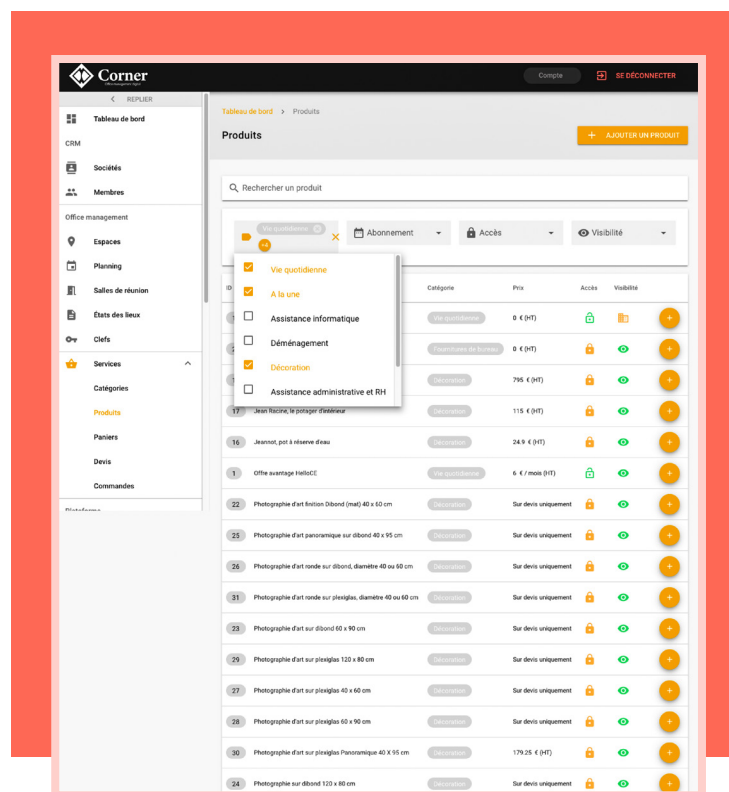 Corner
Compte
SE DÉCONNECTER
REPLIER
Tableau de bord
CRM
Sociétés
Membres
Office management
Espaces
Planning
Salles de réunion
États des lieux
Clefs
Services
Catégories
Produits
Paniers
Devis
Commandes
Tableau de bord > Produits
Produits
+ AJOUTER UN PRODUIT
Rechercher un produit
Vie quotidienne
+4
Abonnement
Accès
Visibilité
Vie quotidienne
A la une
Assistance informatique
Déménagement
Décoration
Assistance administrative et RH
ID Catégorie Prix Accès Visibilité
Vie quotidienne 0 € (HT)
Fournitures de bureau 0 € (HT)
Décoration 795 € (HT)
17 Jean Racine, le potager d'intérieur Décoration 115 € (HT)
16 Jeannot, pot à réserve d'eau Décoration 24.9 € (HT)
1 Offre avantage HelloCE Vie quotidienne 6 € / mois (HT)
22 Photographie d'art finition Dibond (mat) 40 x 60 cm Décoration Sur devis uniquement
25 Photographie d'art panoramique sur dibond 40 x 95 cm Décoration Sur devis uniquement
26 Photographie d'art ronde sur dibond, diamètre 40 ou 60 cm Décoration Sur devis uniquement
31 Photographie d'art ronde sur plexiglas, diamètre 40 ou 60 cm Décoration Sur devis uniquement
23 Photographie d'art sur dibond 60 x 90 cm Décoration Sur devis uniquement
29 Photographie d'art sur plexiglas 120 x 80 cm Décoration Sur devis uniquement
27 Photographie d'art sur plexiglas 40 x 60 cm Décoration Sur devis uniquement
28 Photographie d'art sur plexiglas 60 x 90 cm Décoration Sur devis uniquement
30 Photographie d'art sur plexiglas Panoramique 40 X 95 cm Décoration 179.25 € (HT)
24 Photographie sur dibond 120 x 80 cm Décoration Sur devis uniquement